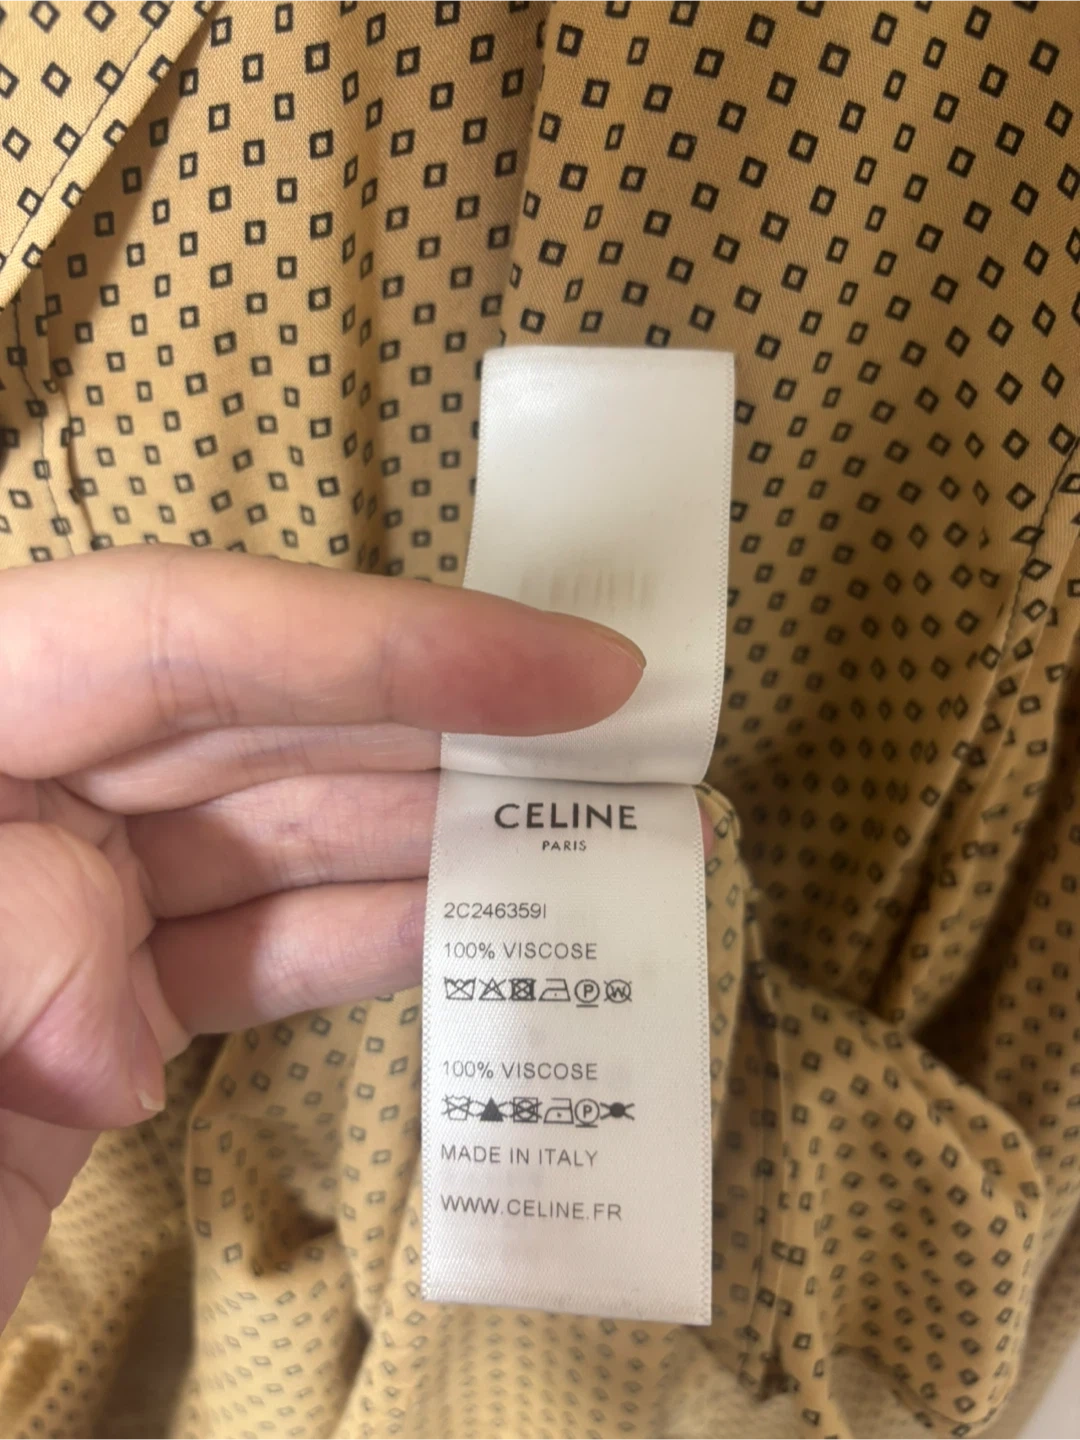 CELINE
PARIS
2C246359I
100% VISCOSE
P W
100% VISCOSE
P
MADE IN ITALY
WWW.CELINE.FR